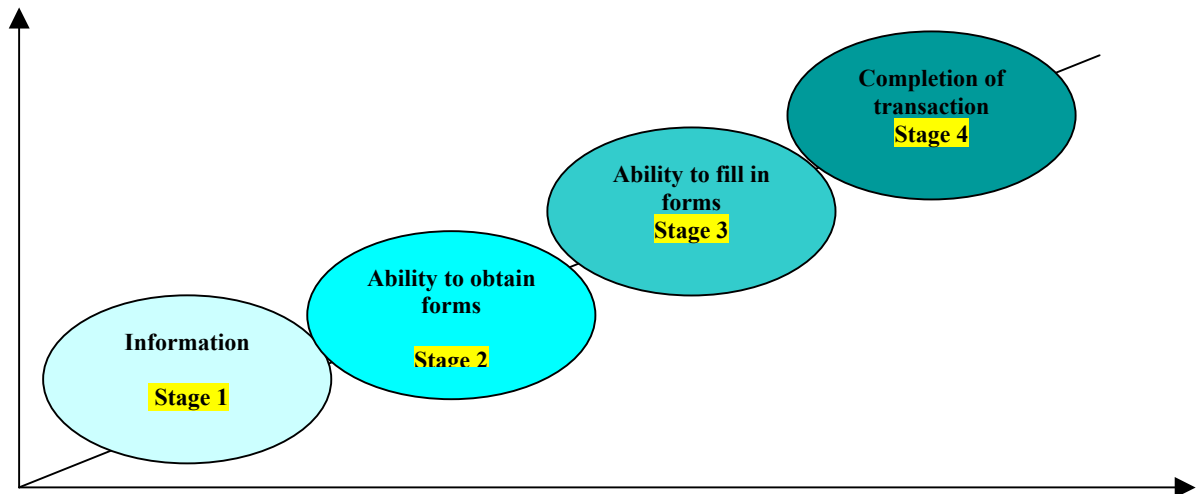 Information
Stage 1
Ability to obtain
forms
Stage 2
Ability to fill in
forms
Stage 3
Completion of
transaction
Stage 4